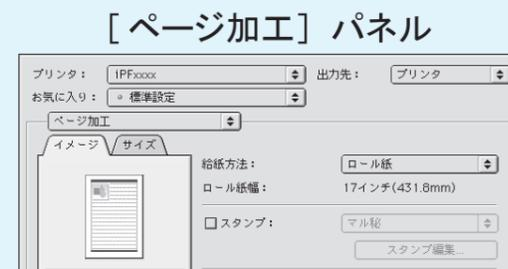 ［ページ加工］パネル
プリンタ： iPFxxxx 出力先： プリンタ
お気に入り： 標準設定
ページ加工
イメージ サイズ
給紙方法： ロール紙
ロール紙幅： 17インチ(431.8mm)
スタンプ： マル秘
スタンプ編集...